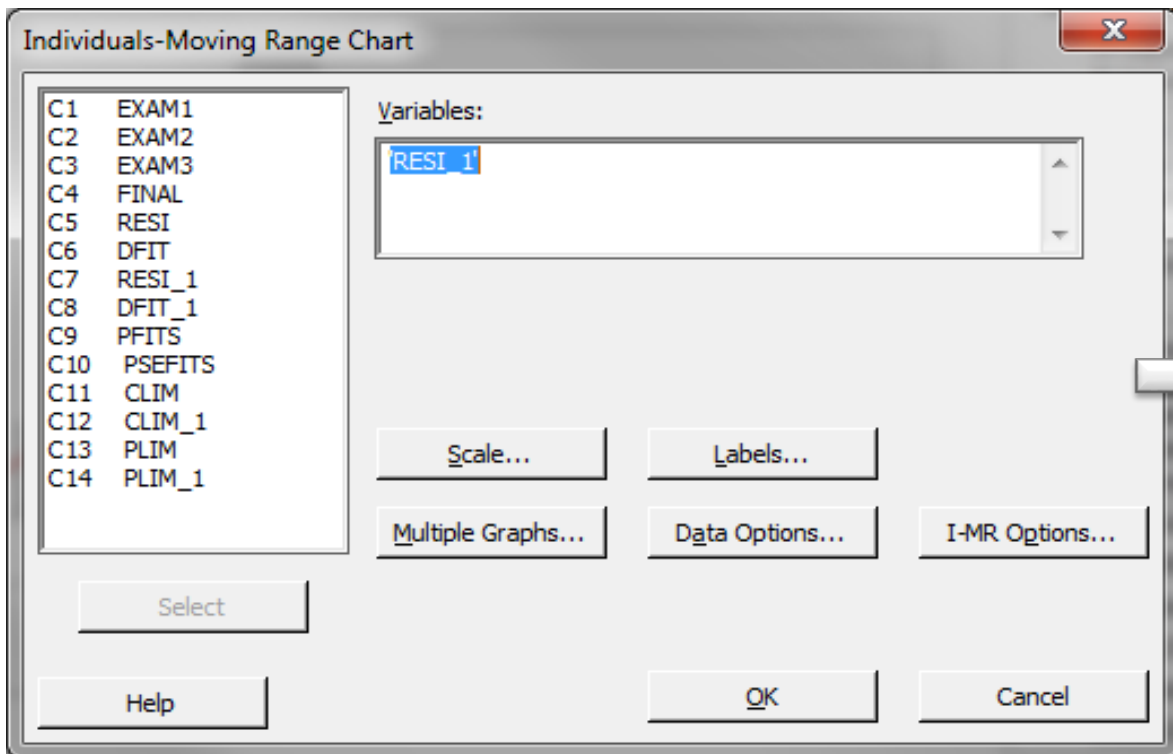 Individuals-Moving Range Chart
C1 EXAM1
C2 EXAM2
C3 EXAM3
C4 FINAL
C5 RESI
C6 DFIT
C7 RESI_1
C8 DFIT_1
C9 PFITS
C10 PSEFITS
C11 CLIM
C12 CLIM_1
C13 PLIM
C14 PLIM_1
Variables:
'RESI_1'
Scale...
Labels...
Multiple Graphs...
Data Options...
I-MR Options...
Select
Help
OK
Cancel